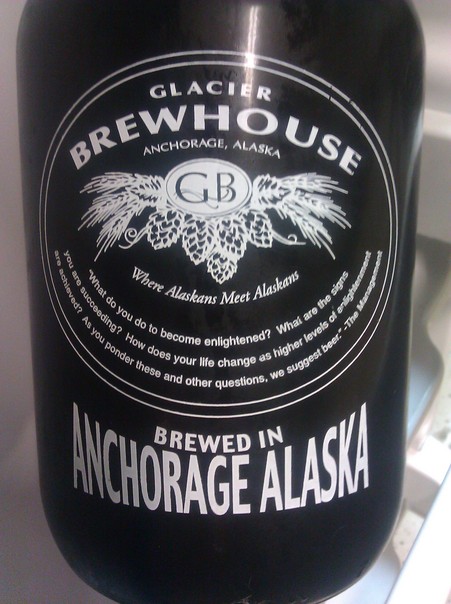 GLACIER
BREWHOUSE
ANCHORAGE, ALASKA
GB
Where Alaskans Meet Alaskans
"What do you do to become enlightened? What are the signs
you are succeeding? How does your life change as higher levels of enlightenment
are achieved? As you ponder these and other questions, we suggest beer." -The Management
BREWED IN
ANCHORAGE ALASKA